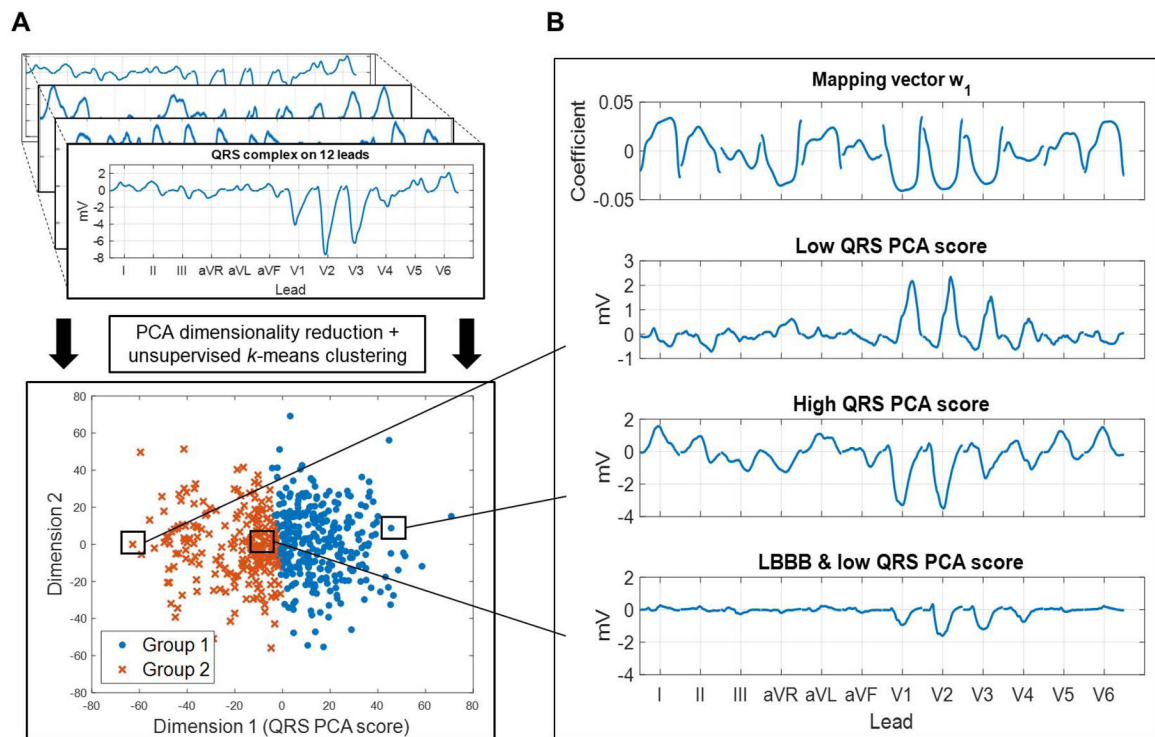 A
QRS complex on 12 leads
mV
2
0
-2
-4
-6
-8
I II III aVR aVL aVF V1 V2 V3 V4 V5 V6
Lead
PCA dimensionality reduction +
unsupervised k-means clustering
Dimension 2
80
60
40
20
0
-20
-40
-60
-80
Group 1
Group 2
-80 -60 -40 -20 0 20 40 60 80
Dimension 1 (QRS PCA score)
B
Mapping vector w1
Coefficient
0.05
0
-0.05
Low QRS PCA score
mV
3
2
1
0
-1
High QRS PCA score
mV
2
0
-2
-4
LBBB & low QRS PCA score
mV
2
0
-2
-4
I II III aVR aVL aVF V1 V2 V3 V4 V5 V6
Lead